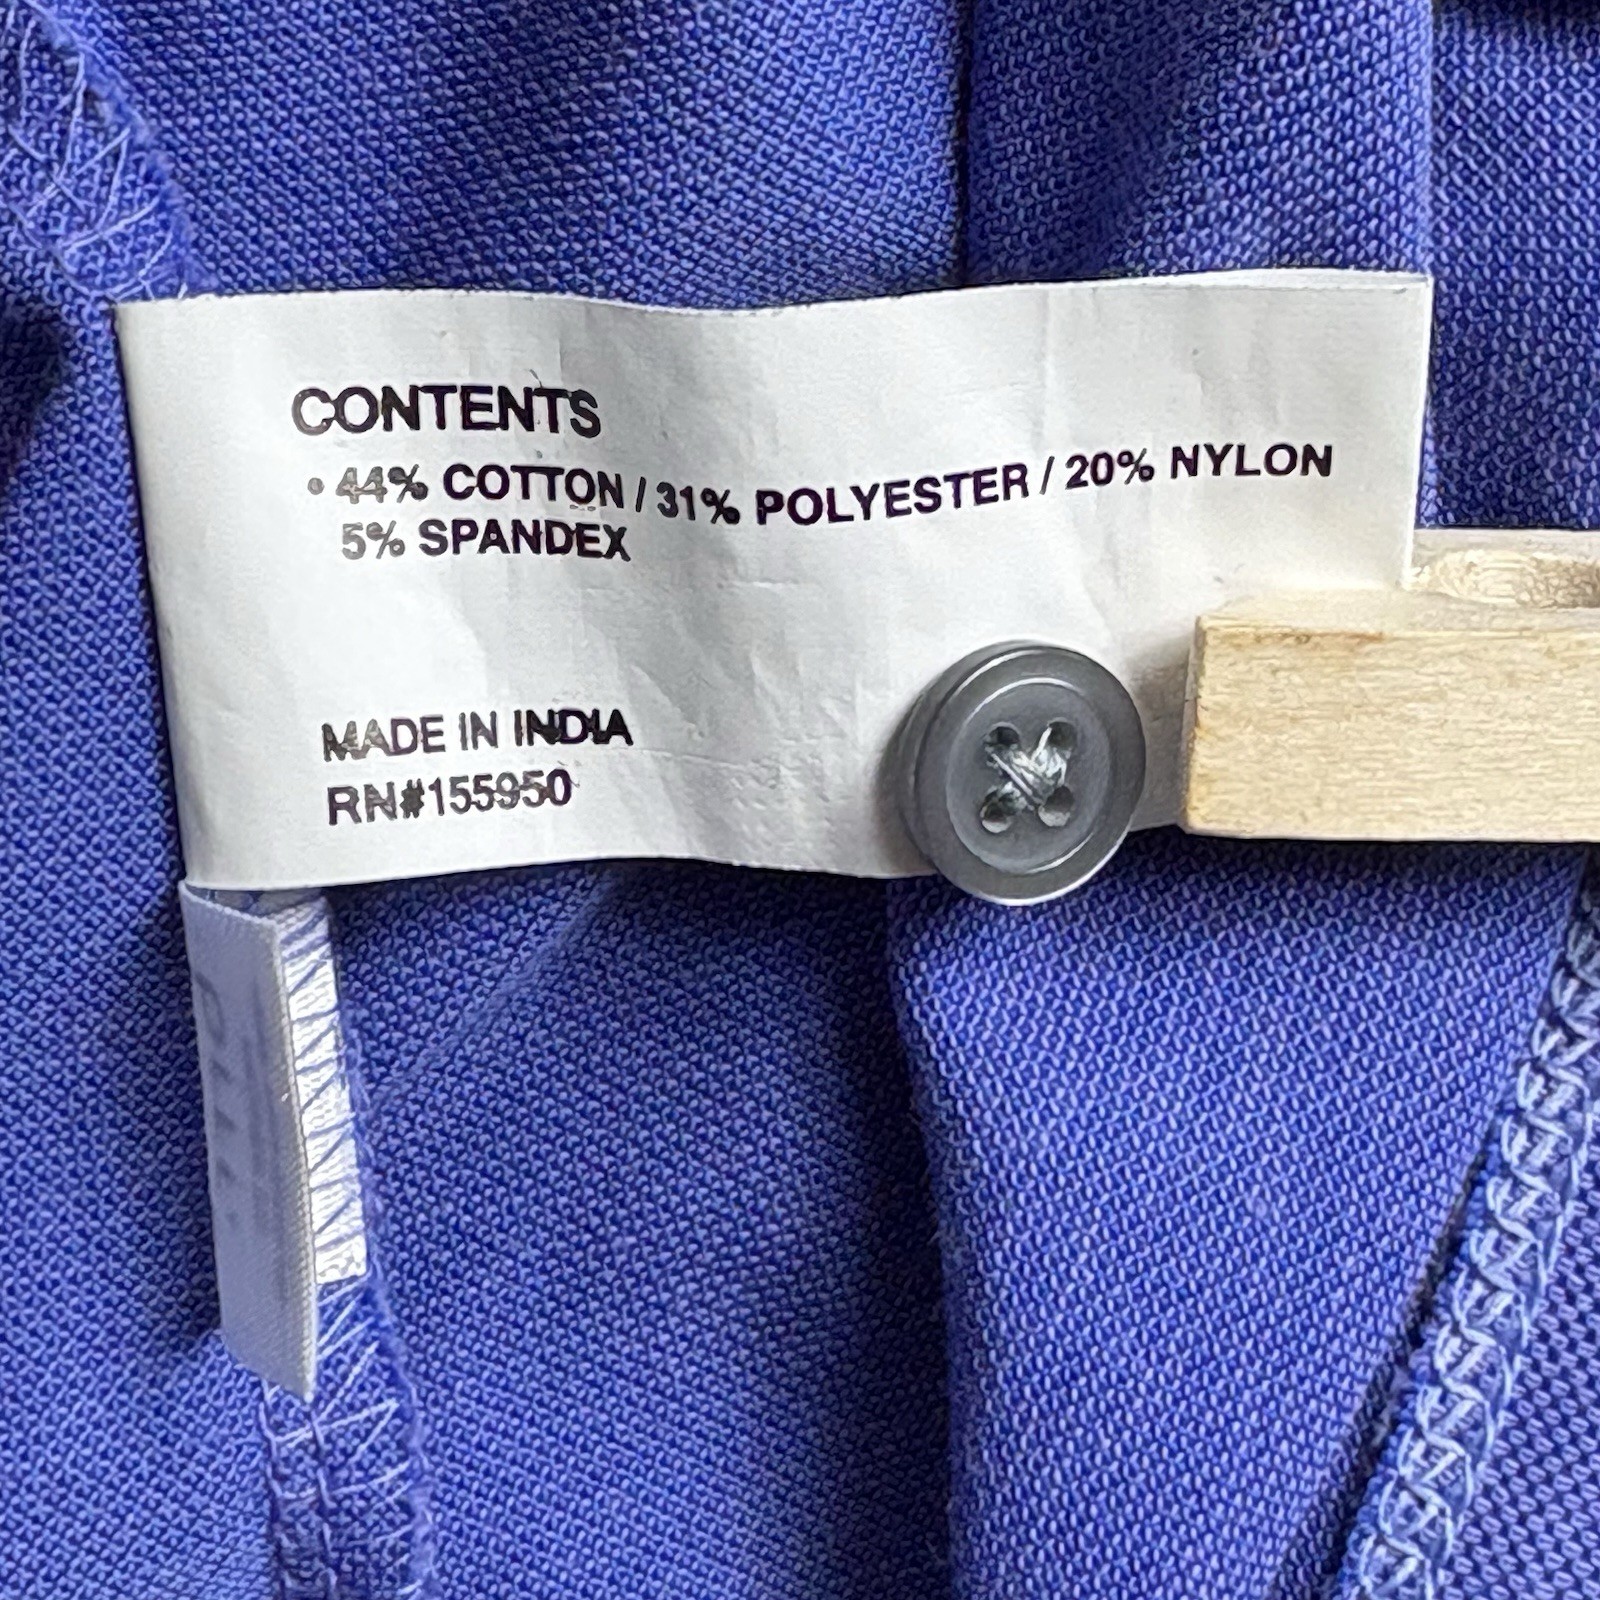 CONTENTS
• 44% COTTON / 31% POLYESTER / 20% NYLON
5% SPANDEX
MADE IN INDIA
RN#155950